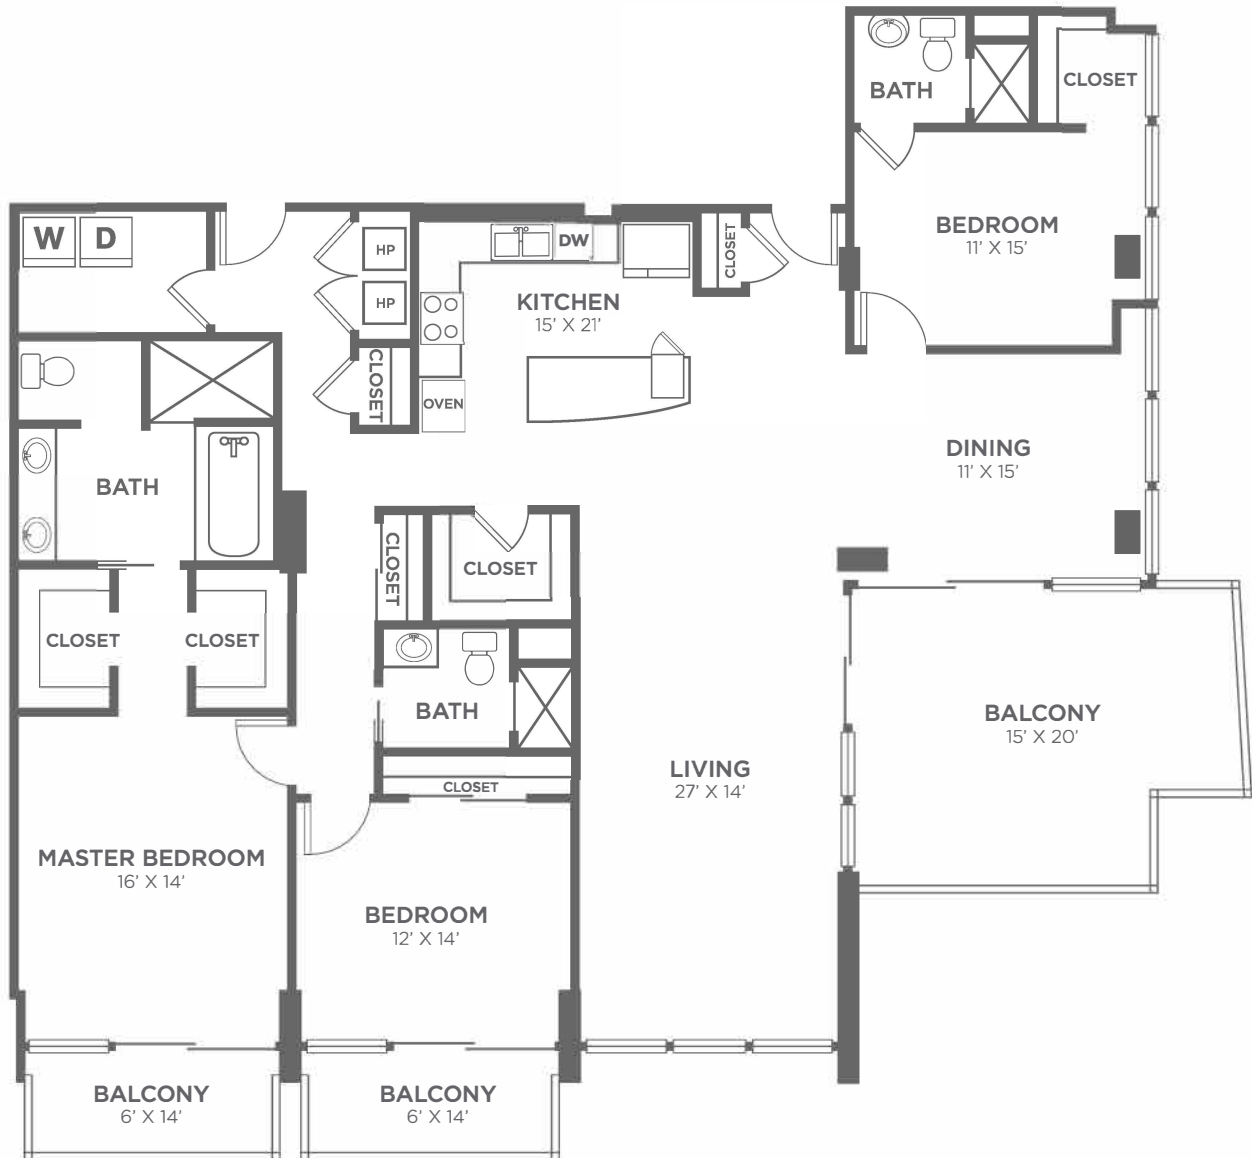 BATH
CLOSET
BEDROOM
11' X 15'
W
D
HP
HP
DW
CLOSET
KITCHEN
15' X 21'
CLOSET
OVEN
DINING
11' X 15'
BATH
CLOSET
CLOSET
CLOSET
CLOSET
BATH
BALCONY
15' X 20'
LIVING
27' X 14'
CLOSET
MASTER BEDROOM
16' X 14'
BEDROOM
12' X 14'
BALCONY
6' X 14'
BALCONY
6' X 14'